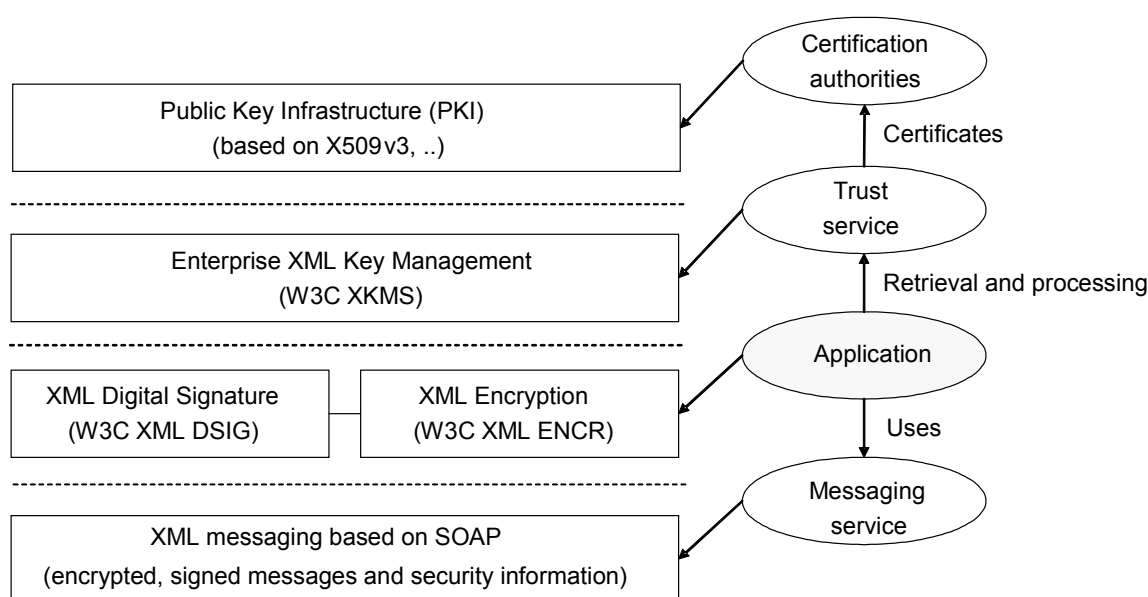 Certification
authorities
Public Key Infrastructure (PKI)
(based on X509v3, ..)
Certificates
Trust
service
Enterprise XML Key Management
(W3C XKMS)
Retrieval and processing
Application
XML Digital Signature
(W3C XML DSIG)
XML Encryption
(W3C XML ENCR)
Uses
Messaging
service
XML messaging based on SOAP
(encrypted, signed messages and security information)